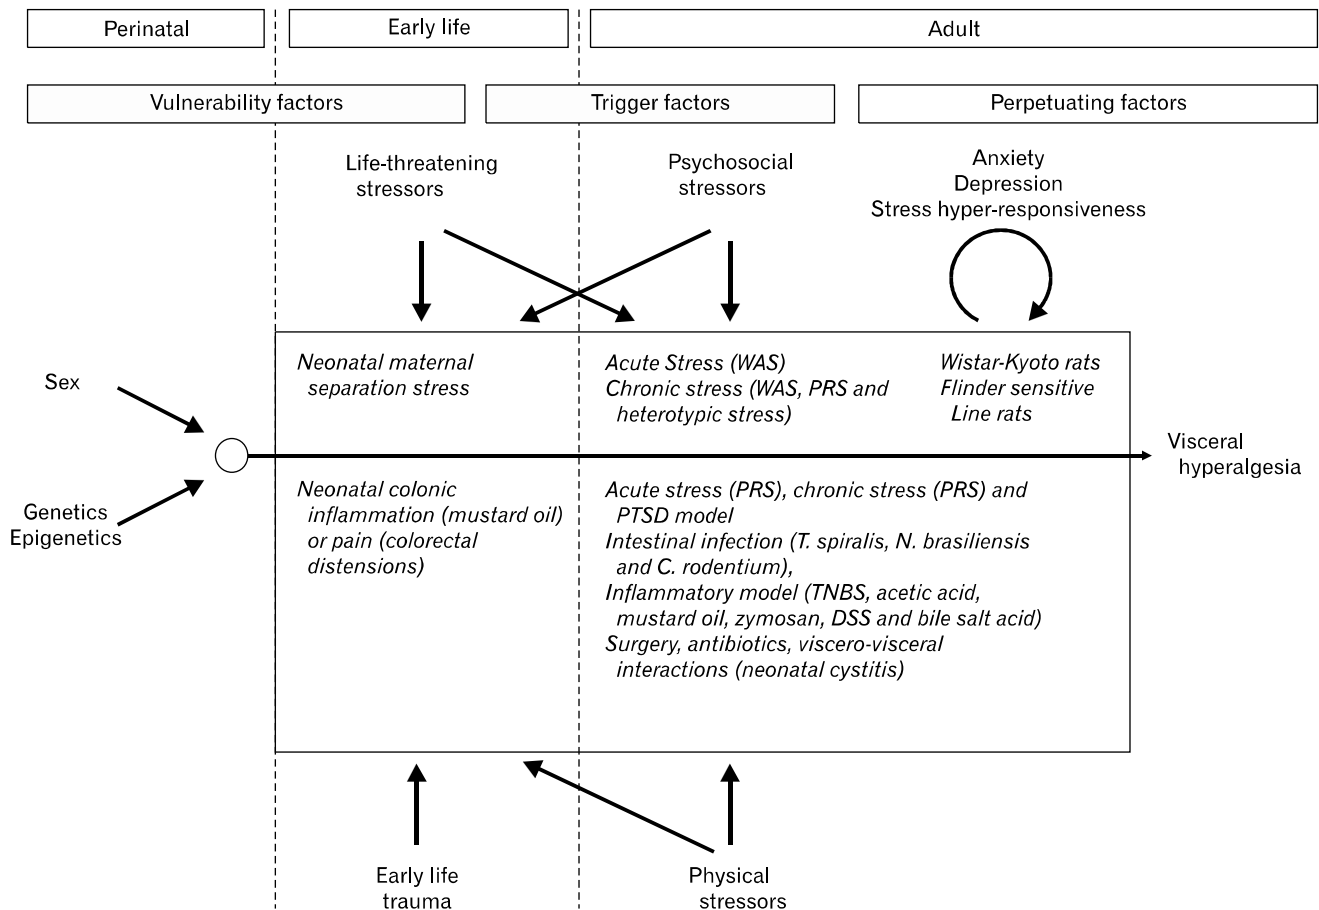 Perinatal
Early life
Adult
Vulnerability factors
Trigger factors
Perpetuating factors
Life-threatening
stressors
Psychosocial
stressors
Anxiety
Depression
Stress hyper-responsiveness
Sex
Genetics
Epigenetics
Neonatal maternal
separation stress
Acute Stress (WAS)
Chronic stress (WAS, PRS and
heterotypic stress)
Wistar-Kyoto rats
Flinder sensitive
Line rats
Visceral
hyperalgesia
Neonatal colonic
inflammation (mustard oil)
or pain (colorectal
distensions)
Acute stress (PRS), chronic stress (PRS) and
PTSD model
Intestinal infection (T. spiralis, N. brasiliensis
and C. rodentium),
Inflammatory model (TNBS, acetic acid,
mustard oil, zymosan, DSS and bile salt acid)
Surgery, antibiotics, viscero-visceral
interactions (neonatal cystitis)
Early life
trauma
Physical
stressors